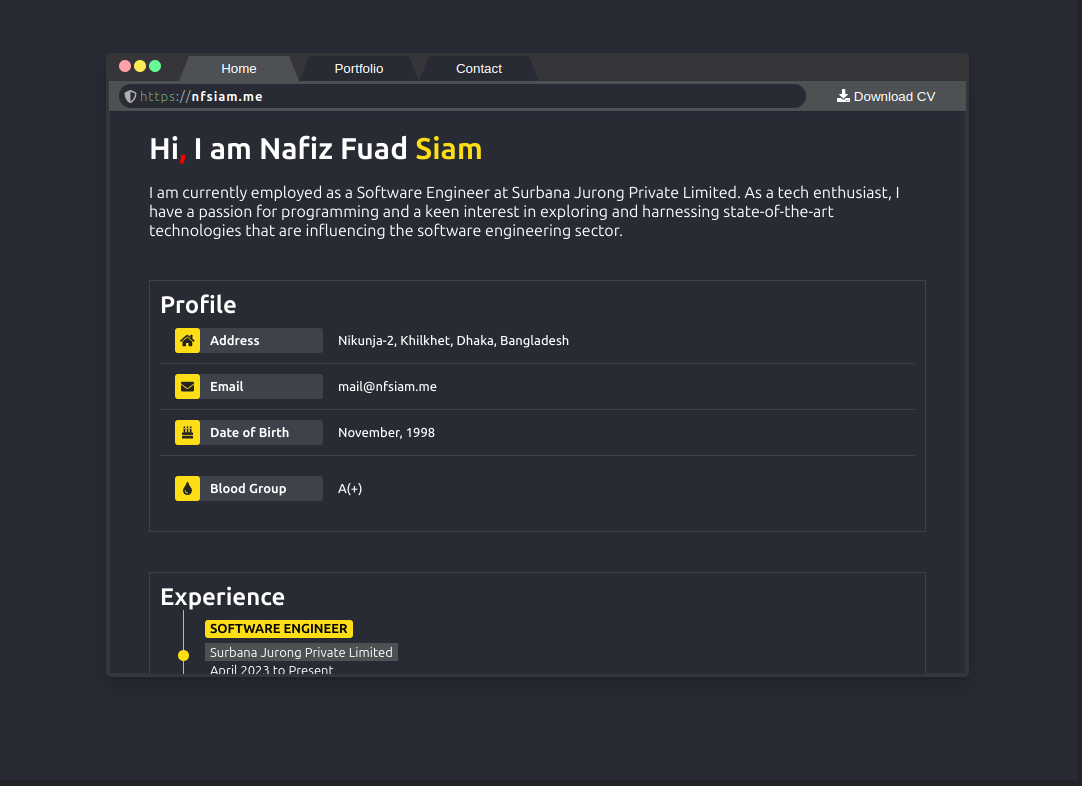 Home Portfolio Contact
https://nfsiam.me Download CV
Hi, I am Nafiz Fuad Siam
I am currently employed as a Software Engineer at Surbana Jurong Private Limited. As a tech enthusiast, I
have a passion for programming and a keen interest in exploring and harnessing state-of-the-art
technologies that are influencing the software engineering sector.
Profile
Address Nikunja-2, Khilkhet, Dhaka, Bangladesh
Email mail@nfsiam.me
Date of Birth November, 1998
Blood Group A(+)
Experience
SOFTWARE ENGINEER
Surbana Jurong Private Limited
April 2023 to Present